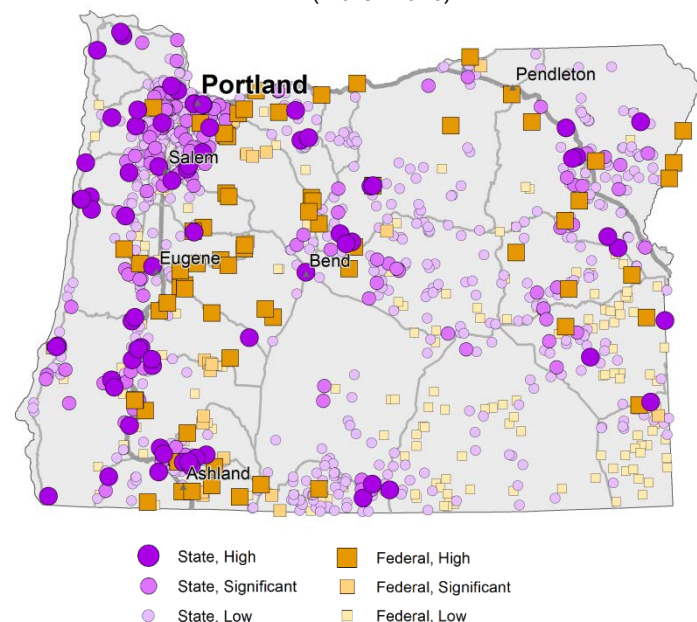 Portland
Pendleton
Salem
Eugene
Bend
Ashland
State, High
Federal, High
State, Significant
Federal, Significant
State, Low
Federal, Low